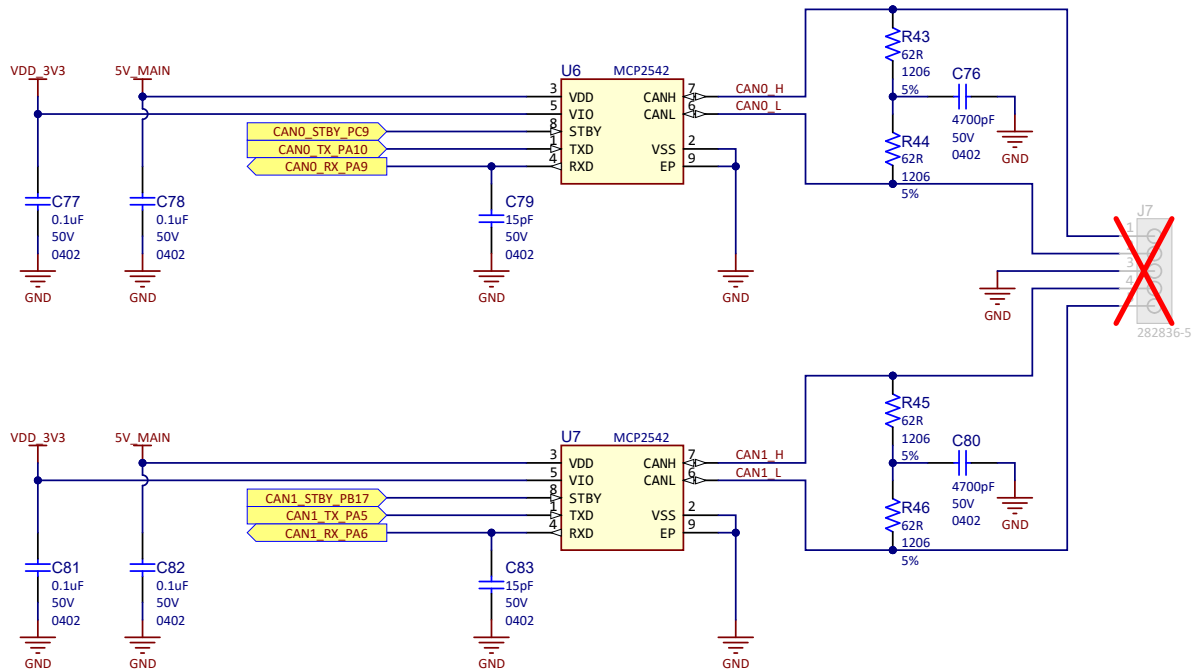 VDD_3V3
5V_MAIN
C77
0.1uF
50V
0402
GND
C78
0.1uF
50V
0402
GND
CAN0_STBY_PC9
CAN0_TX_PA10
CAN0_RX_PA9
C79
15pF
50V
0402
GND
U6
MCP2542
3
5
8
1
4
VDD
VIO
STBY
TXD
RXD
CANH
CANL
VSS
EP
7
6
2
9
CAN0_H
CAN0_L
GND
R43
62R
1206
5%
C76
4700pF
50V
0402
GND
R44
62R
1206
5%
J7
1
3
4
282836-5
GND
VDD_3V3
5V_MAIN
C81
0.1uF
50V
0402
GND
C82
0.1uF
50V
0402
GND
CAN1_STBY_PB17
CAN1_TX_PA5
CAN1_RX_PA6
C83
15pF
50V
0402
GND
U7
MCP2542
3
5
8
1
4
VDD
VIO
STBY
TXD
RXD
CANH
CANL
VSS
EP
7
6
2
9
CAN1_H
CAN1_L
GND
R45
62R
1206
5%
C80
4700pF
50V
0402
GND
R46
62R
1206
5%